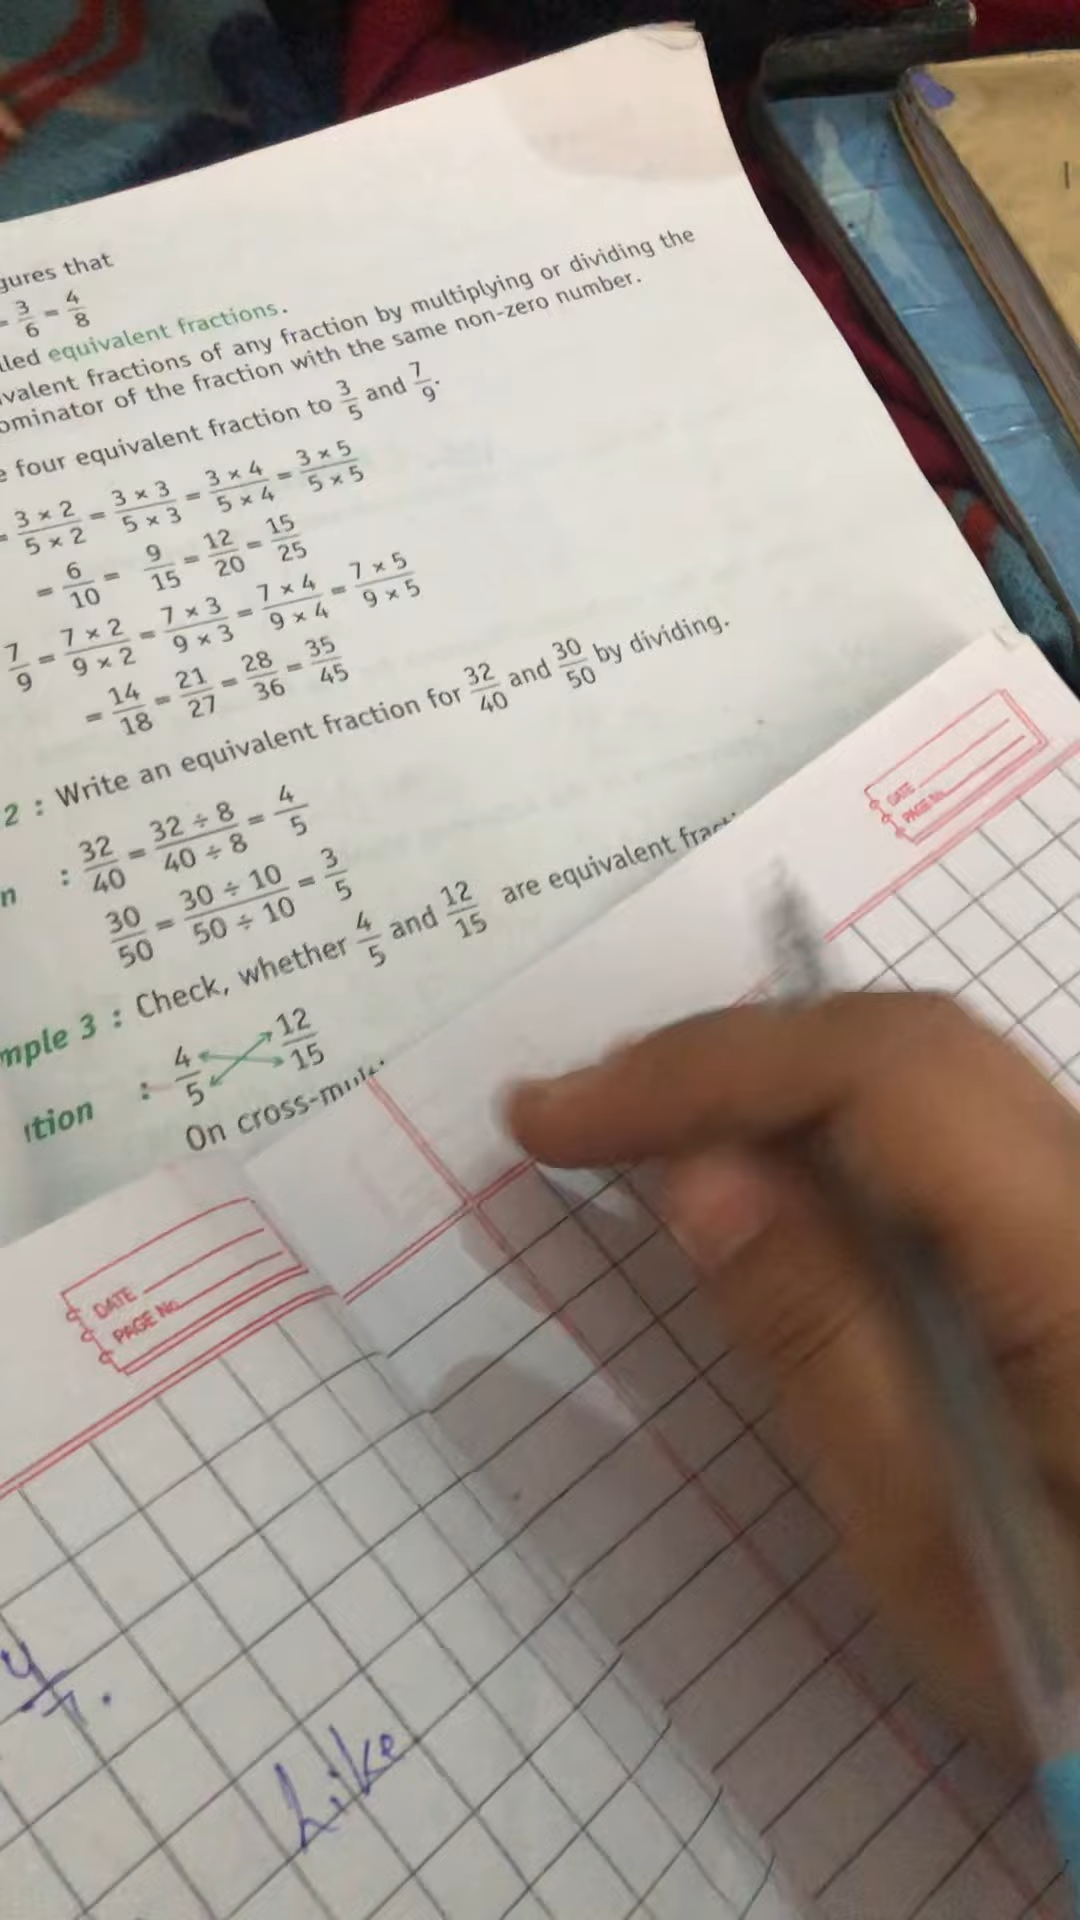 gures that
= 3/6 = 4/8
lled equivalent fractions.
valent fractions of any fraction by multiplying or dividing the
ominator of the fraction with the same non-zero number.
e four equivalent fraction to 3/5 and 7/9.
= 3 × 2/5 × 2 = 3 × 3/5 × 3 = 3 × 4/5 × 4 = 3 × 5/5 × 5
= 6/10 = 9/15 = 12/20 = 15/25
7/9 = 7 × 2/9 × 2 = 7 × 3/9 × 3 = 7 × 4/9 × 4 = 7 × 5/9 × 5
= 14/18 = 21/27 = 28/36 = 35/45
2 : Write an equivalent fraction for 32/40 and 30/50 by dividing.
n : 32/40 = 32 ÷ 8/40 ÷ 8 = 4/5
30/50 = 30 ÷ 10/50 ÷ 10 = 3/5
mple 3 : Check, whether 4/5 and 12/15 are equivalent fract
tion : 4/5 12/15
On cross-mul
DATE
PAGE No.
DATE
PAGE No.
Like